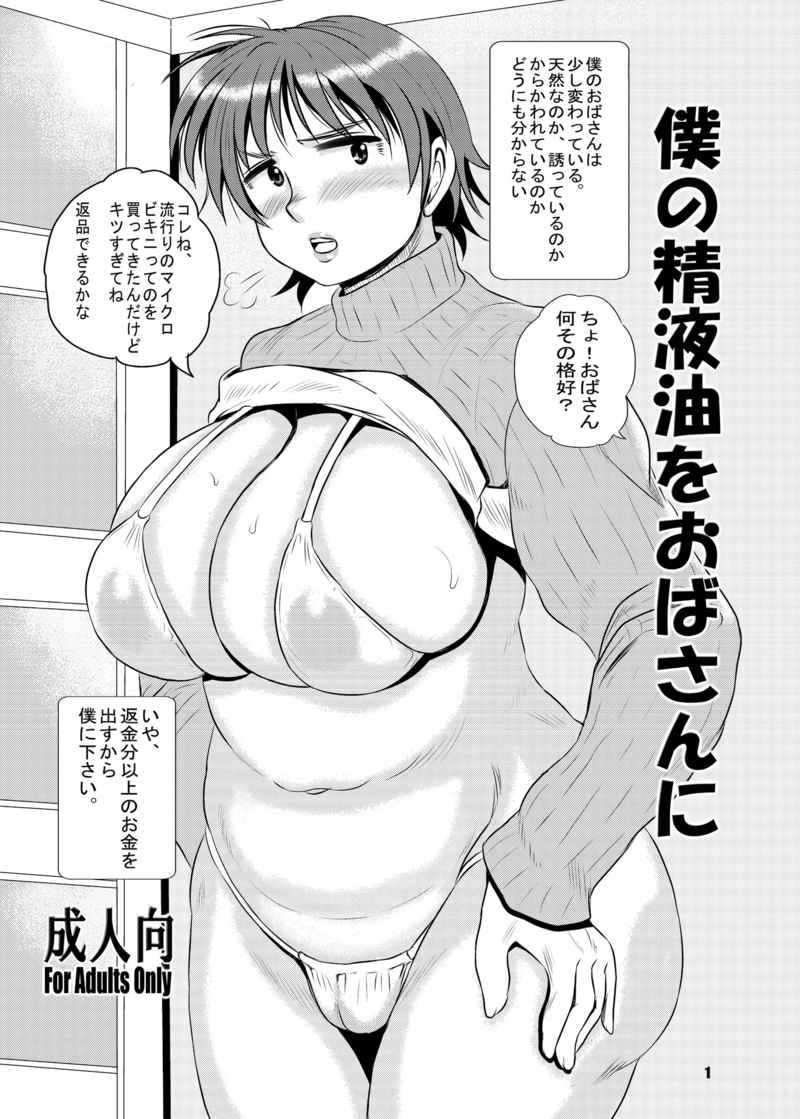 僕の精液油をおばさんに
僕のおばさんは
少し変わっている。
天然なのか、誘っているのか
からかわれているのか
どうにも分からない
ちょ！おばさん
何その格好？
コレね、
流行りのマイクロ
ビキニってのを
買ってきたんだけど
キツすぎてね
返品できるかな
いや、
返金分以上のお金を
出すから
僕に下さい。
成人向
For Adults Only
1